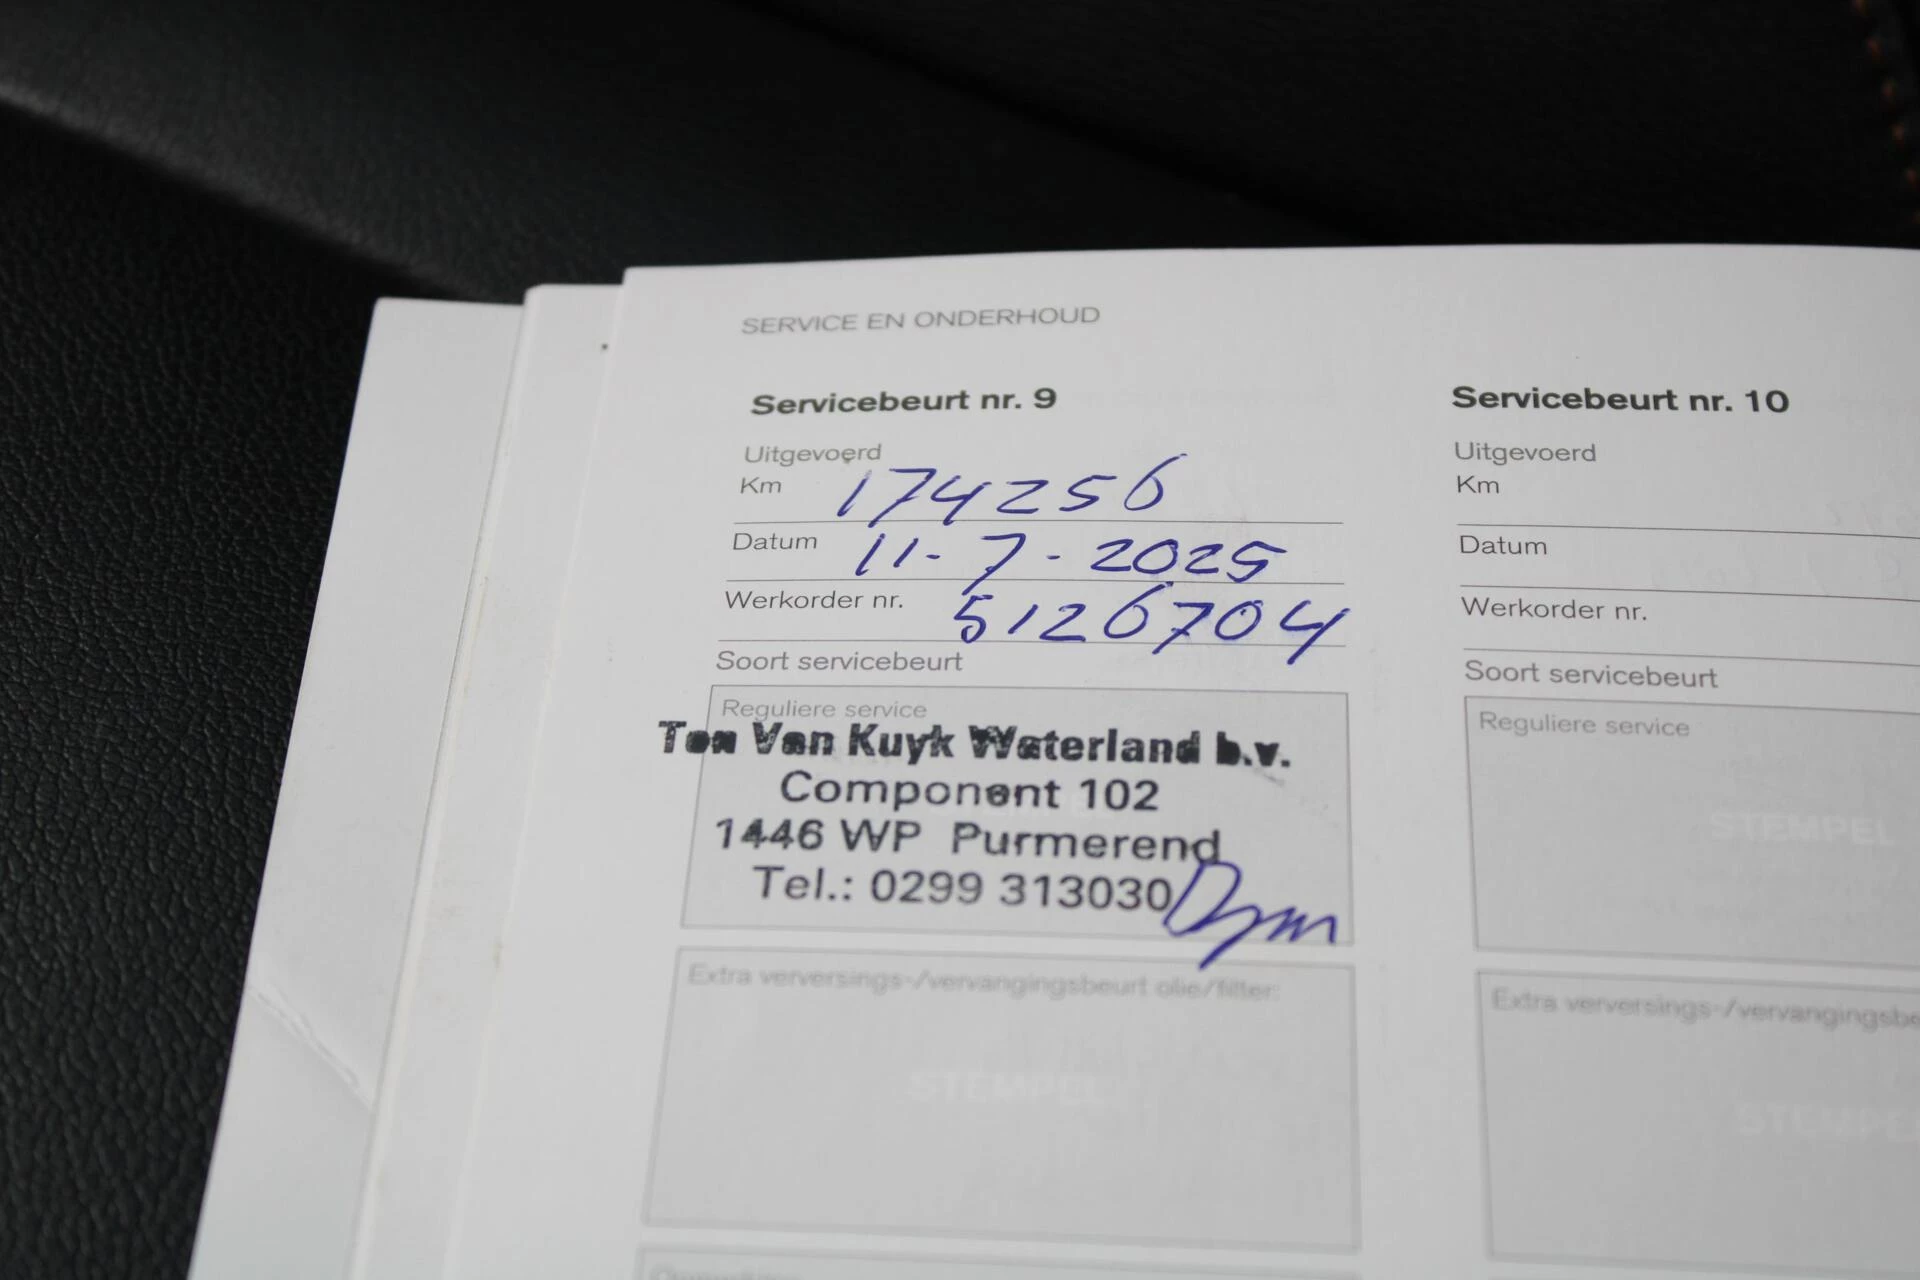 SERVICE EN ONDERHOUD
Servicebeurt nr. 9
Uitgevoerd
Km 174256
Datum 11-7-2025
Werkorder nr. 5126704
Soort servicebeurt
Reguliere service
Ton Van Kuyk Waterland b.v.
Component 102
1446 WP Purmerend
Tel.: 0299 313030
Extra verversings-/vervangingsbeurt olie/filter:
STEMPEL
Servicebeurt nr. 10
Uitgevoerd
Km
Datum
Werkorder nr.
Soort servicebeurt
Reguliere service
STEMPEL
Extra verversings-/vervangingsbe
STEMPE